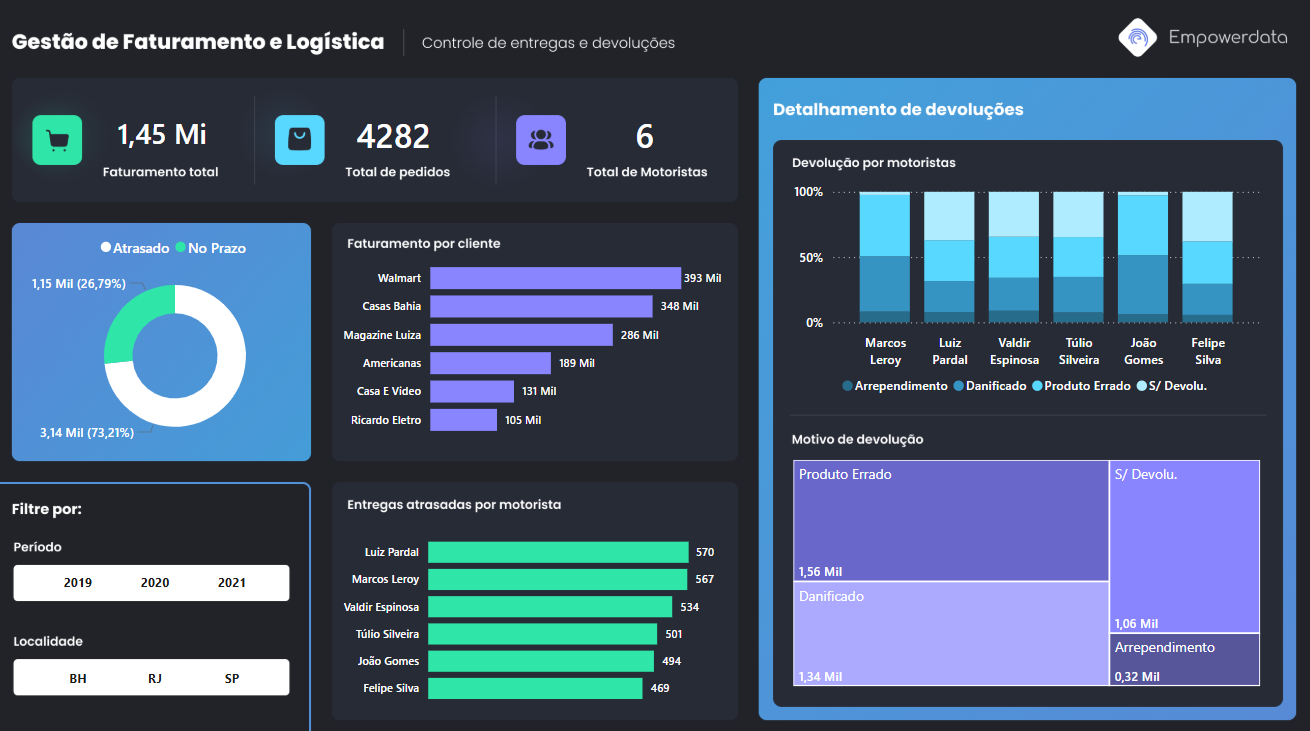 Gestão de Faturamento e Logística
Controle de entregas e devoluções
Empowerdata
1,45 Mi
Faturamento total
4282
Total de pedidos
6
Total de Motoristas
Atrasado No Prazo
1,15 Mil (26,79%)
3,14 Mil (73,21%)
Faturamento por cliente
Walmart 393 Mil
Casas Bahia 348 Mil
Magazine Luiza 286 Mil
Americanas 189 Mil
Casa E Video 131 Mil
Ricardo Eletro 105 Mil
Filtre por:
Período
2019 2020 2021
Localidade
BH RJ SP
Entregas atrasadas por motorista
Luiz Pardal 570
Marcos Leroy 567
Valdir Espinosa 534
Túlio Silveira 501
João Gomes 494
Felipe Silva 469
Detalhamento de devoluções
Devolução por motoristas
100%
50%
0%
Marcos Luiz Valdir Túlio João Felipe
Leroy Pardal Espinosa Silveira Gomes Silva
Arrependimento Danificado Produto Errado S/ Devolu.
Motivo de devolução
Produto Errado
1,56 Mil
Danificado
1,34 Mil
S/ Devolu.
1,06 Mil
Arrependimento
0,32 Mil